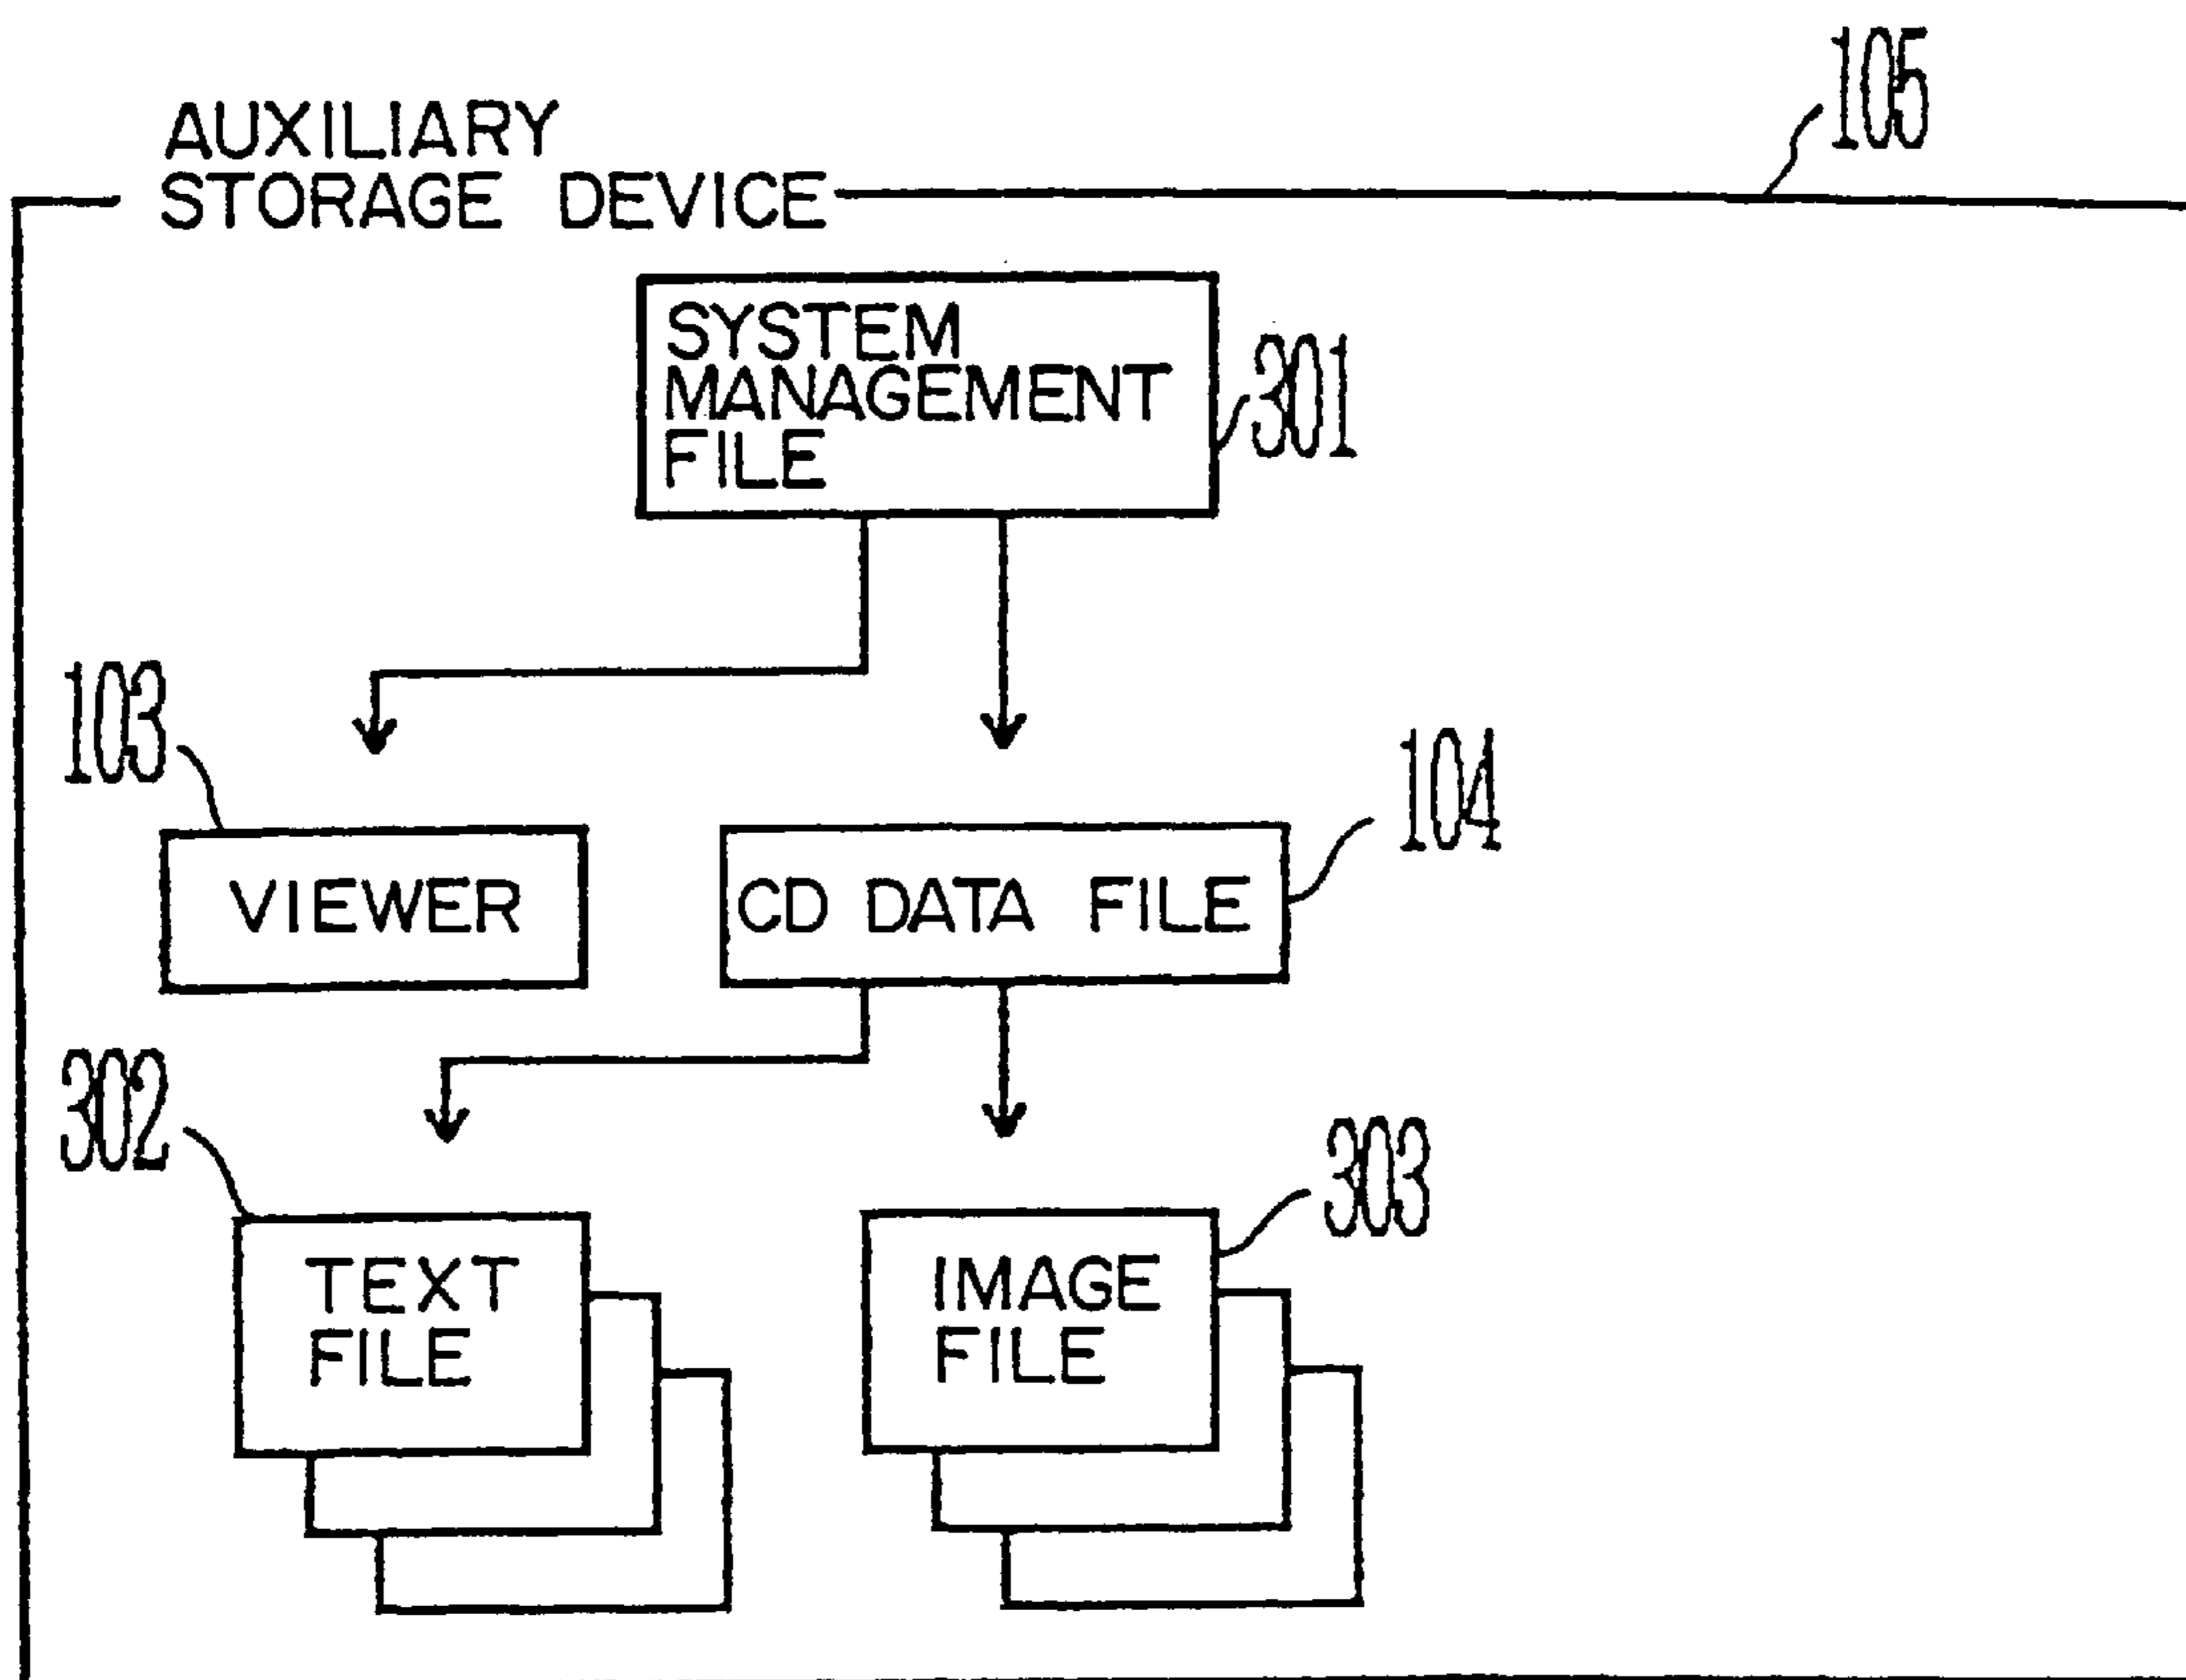 105
AUXILIARY
STORAGE DEVICE
SYSTEM
MANAGEMENT
FILE
301
103
104
VIEWER
CD DATA FILE
302
303
TEXT
FILE
IMAGE
FILE